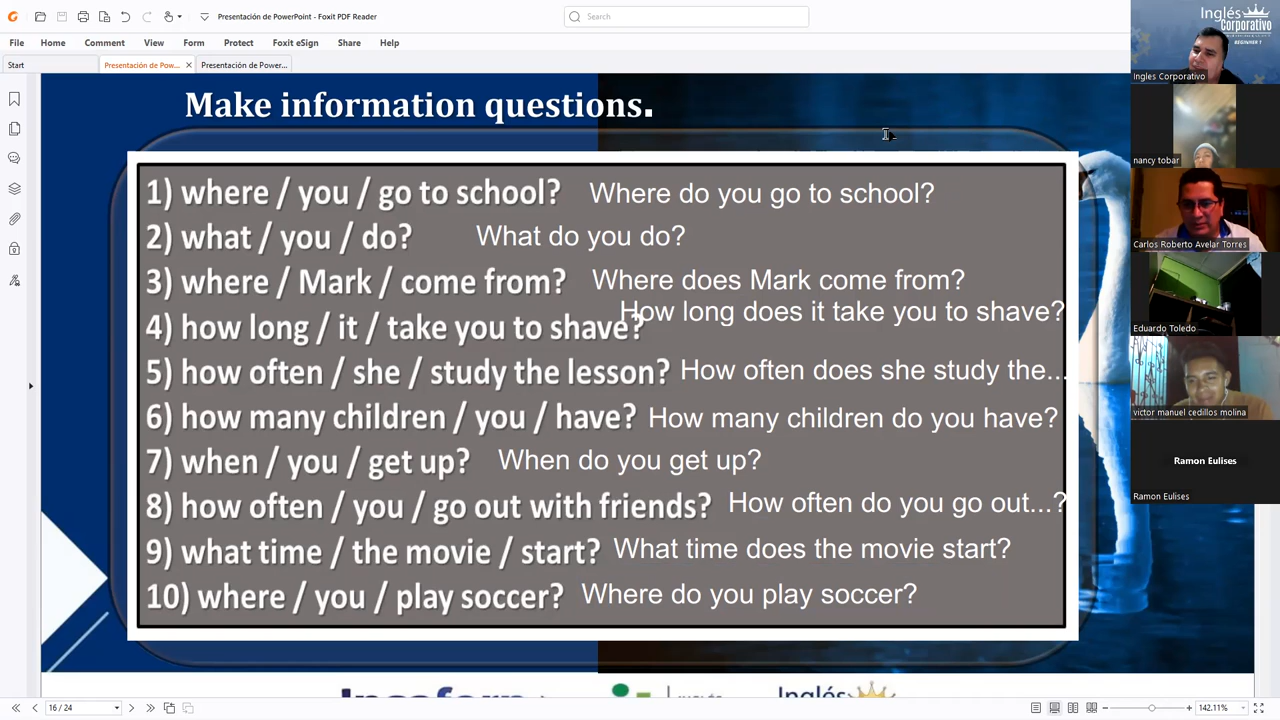 Presentación de PowerPoint - Foxit PDF Reader
Search
File Home Comment View Form Protect Foxit eSign Share Help
Start Presentación de Pow... Presentación de Power...
Make information questions.
1) where / you / go to school? Where do you go to school?
2) what / you / do? What do you do?
3) where / Mark / come from? Where does Mark come from?
How long does it take you to shave?
4) how long / it / take you to shave?
5) how often / she / study the lesson? How often does she study the...
6) how many children / you / have? How many children do you have?
7) when / you / get up? When do you get up?
8) how often / you / go out with friends? How often do you go out...?
9) what time / the movie / start? What time does the movie start?
10) where / you / play soccer? Where do you play soccer?
Inglés
Corporativo
BEGINNER 1
Ingles Corporativo
nancy tobar
Carlos Roberto Avelar Torres
Eduardo Toledo
victor manuel cedillos molina
Ramon Eulises
Ramon Eulises
Inglés
16 / 24
142.11%